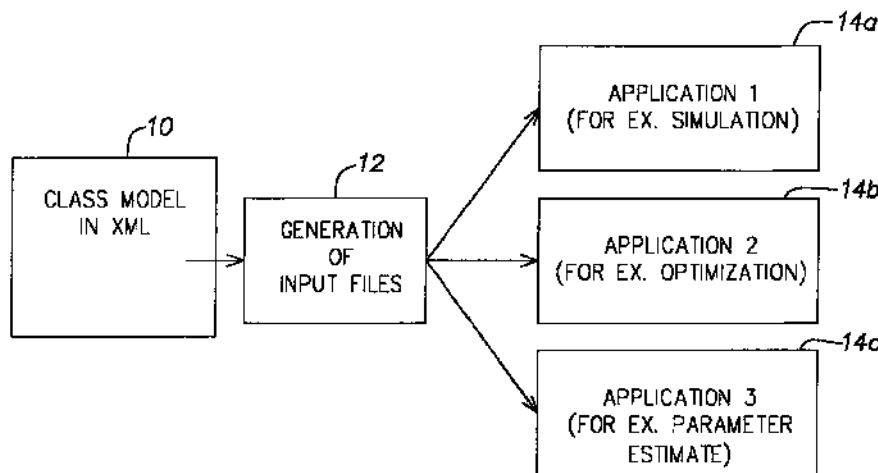 10
CLASS MODEL
IN XML
12
GENERATION
OF
INPUT FILES
14a
APPLICATION 1
(FOR EX. SIMULATION)
14b
APPLICATION 2
(FOR EX. OPTIMIZATION)
14c
APPLICATION 3
(FOR EX. PARAMETER
ESTIMATE)